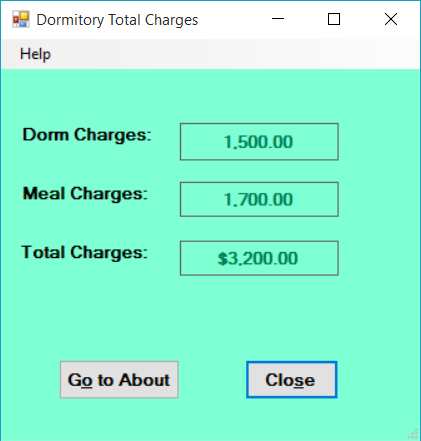 Dormitory Total Charges
Help
Dorm Charges: 1,500.00
Meal Charges: 1,700.00
Total Charges: $3,200.00
Go to About Close